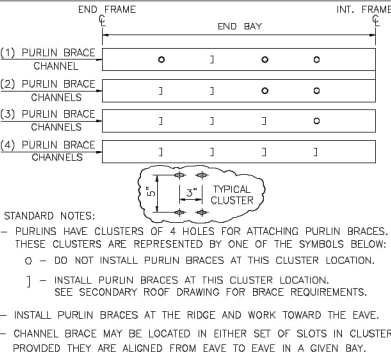 END FRAME
INT. FRAME
END BAY
(1) PURLIN BRACE
CHANNEL
O ] O O
(2) PURLIN BRACE
CHANNELS
] ] O O
(3) PURLIN BRACE
CHANNELS
] ] ] O
(4) PURLIN BRACE
CHANNELS
] ] ] ]
5"
3"
TYPICAL
CLUSTER
STANDARD NOTES:
– PURLINS HAVE CLUSTERS OF 4 HOLES FOR ATTACHING PURLIN BRACES.
THESE CLUSTERS ARE REPRESENTED BY ONE OF THE SYMBOLS BELOW:
O – DO NOT INSTALL PURLIN BRACES AT THIS CLUSTER LOCATION.
] – INSTALL PURLIN BRACES AT THIS CLUSTER LOCATION.
SEE SECONDARY ROOF DRAWING FOR BRACE REQUIREMENTS.
– INSTALL PURLIN BRACES AT THE RIDGE AND WORK TOWARD THE EAVE.
– CHANNEL BRACE MAY BE LOCATED IN EITHER SET OF SLOTS IN CLUSTER
PROVIDED THEY ARE ALIGNED FROM EAVE TO EAVE IN A GIVEN BAY.